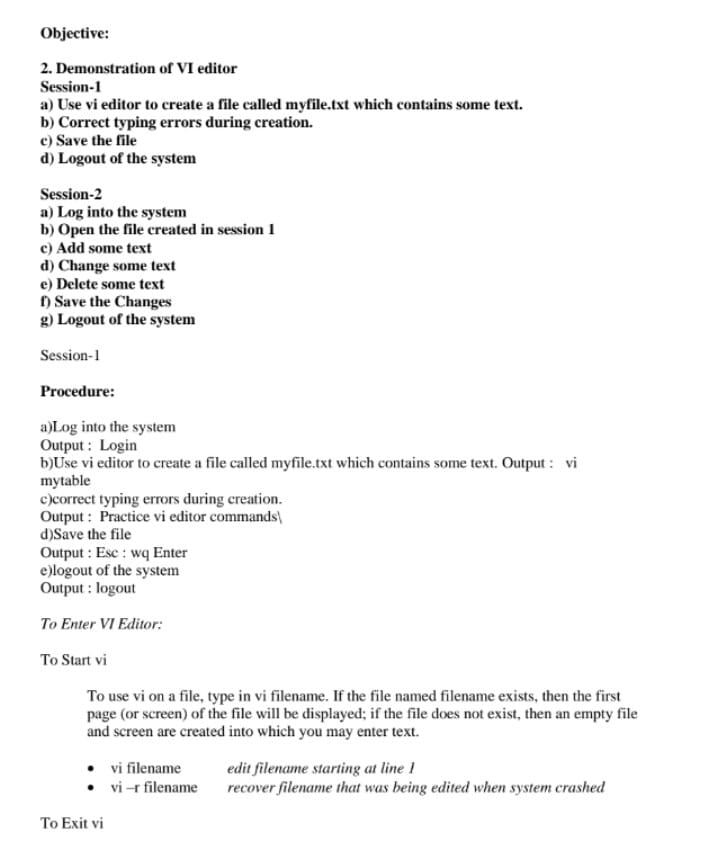 Objective:
2. Demonstration of VI editor
Session-1
a) Use vi editor to create a file called myfile.txt which contains some text.
b) Correct typing errors during creation.
c) Save the file
d) Logout of the system
Session-2
a) Log into the system
b) Open the file created in session 1
c) Add some text
d) Change some text
e) Delete some text
f) Save the Changes
g) Logout of the system
Session-1
Procedure:
a)Log into the system
Output : Login
b)Use vi editor to create a file called myfile.txt which contains some text. Output : vi
mytable
c)correct typing errors during creation.
Output : Practice vi editor commands\
d)Save the file
Output : Esc : wq Enter
e)logout of the system
Output : logout
To Enter VI Editor:
To Start vi
To use vi on a file, type in vi filename. If the file named filename exists, then the first
page (or screen) of the file will be displayed; if the file does not exist, then an empty file
and screen are created into which you may enter text.
• vi filename edit filename starting at line 1
• vi –r filename recover filename that was being edited when system crashed
To Exit vi